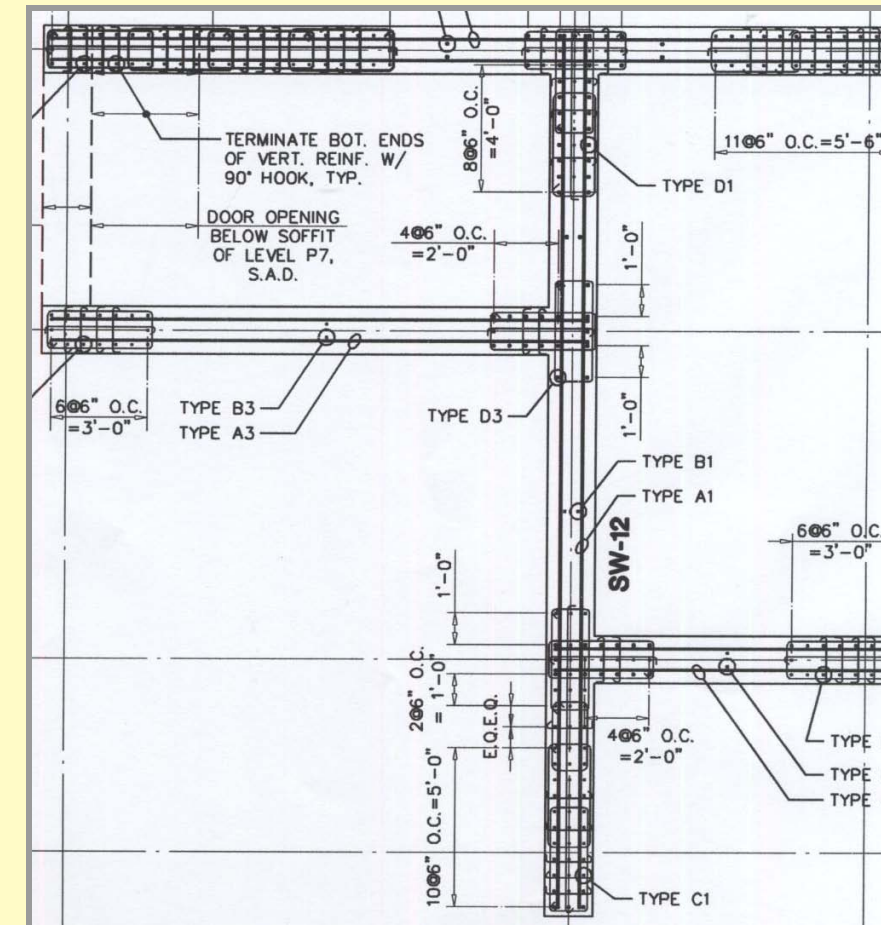 8@6" O.C.
=4'-0"
11@6" O.C.=5'-6"
TERMINATE BOT. ENDS
OF VERT. REINF. W/
90° HOOK, TYP.
TYPE D1
DOOR OPENING
BELOW SOFFIT
OF LEVEL P7,
S.A.D.
4@6" O.C.
=2'-0"
1'-0"
6@6" O.C.
=3'-0"
TYPE B3
TYPE A3
TYPE D3
1'-0"
TYPE B1
TYPE A1
SW-12
6@6" O.C.
=3'-0"
1'-0"
2@6" O.C.
= 1'-0"
E.Q.E.Q.
4@6" O.C.
=2'-0"
TYPE
TYPE
TYPE
10@6" O.C.=5'-0"
TYPE C1